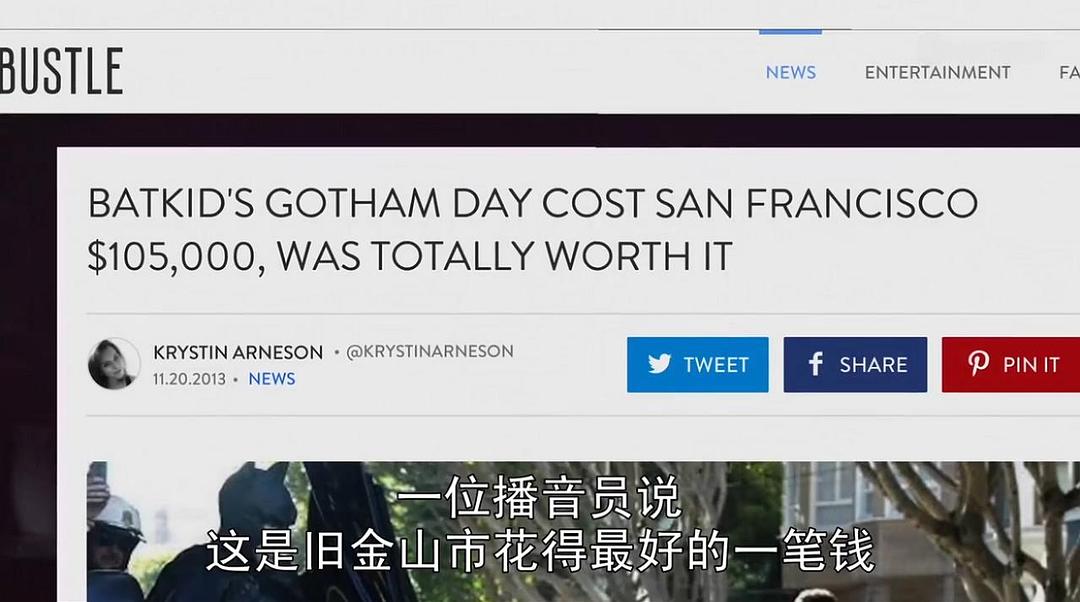 BUSTLE
NEWS
ENTERTAINMENT
FA
BATKID'S GOTHAM DAY COST SAN FRANCISCO
$105,000, WAS TOTALLY WORTH IT
KRYSTIN ARNESON • @KRYSTINARNESON
11.20.2013 • NEWS
TWEET
SHARE
PIN IT
一位播音员说
这是旧金山市花得最好的一笔钱